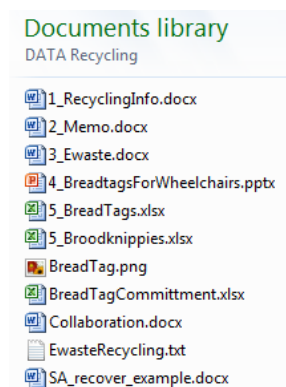 Documents library
DATA Recycling
1_RecyclingInfo.docx
2_Memo.docx
3_Ewaste.docx
4_BreadtagsForWheelchairs.pptx
5_BreadTags.xlsx
5_Broodknippies.xlsx
BreadTag.png
BreadTagCommittment.xlsx
Collaboration.docx
EwasteRecycling.txt
SA_recover_example.docx